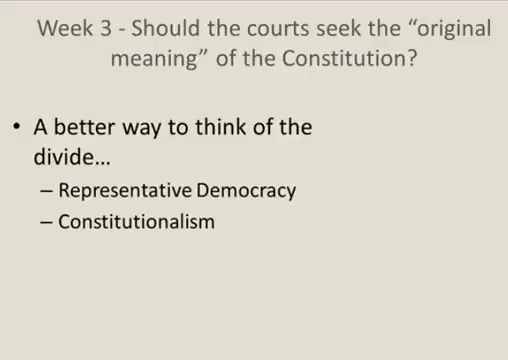 Week 3 - Should the courts seek the “original
meaning” of the Constitution?
• A better way to think of the
divide…
– Representative Democracy
– Constitutionalism